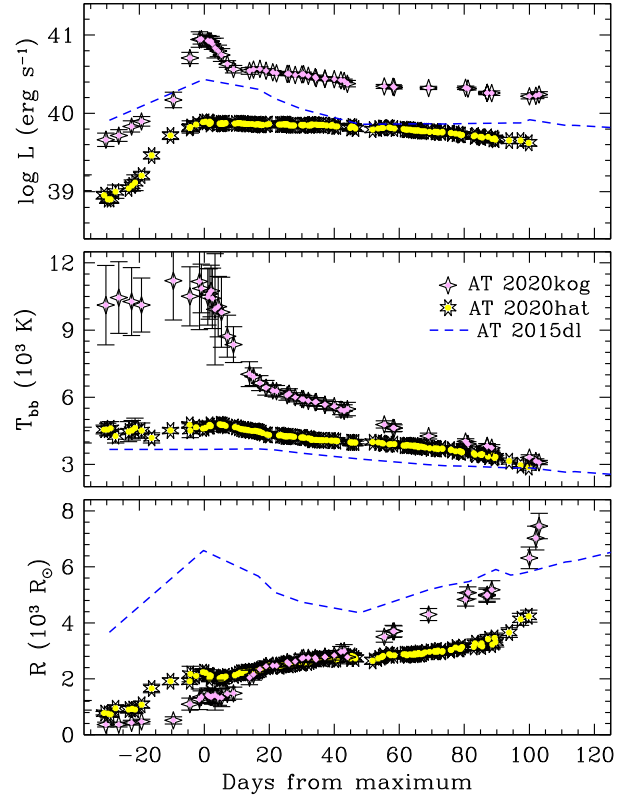 41
40
39
log L (erg s⁻¹)
12
9
6
3
T_bb (10³ K)
AT 2020kog
AT 2020hat
AT 2015dl
8
6
4
2
0
R (10³ R_⊙)
−20 0 20 40 60 80 100 120
Days from maximum